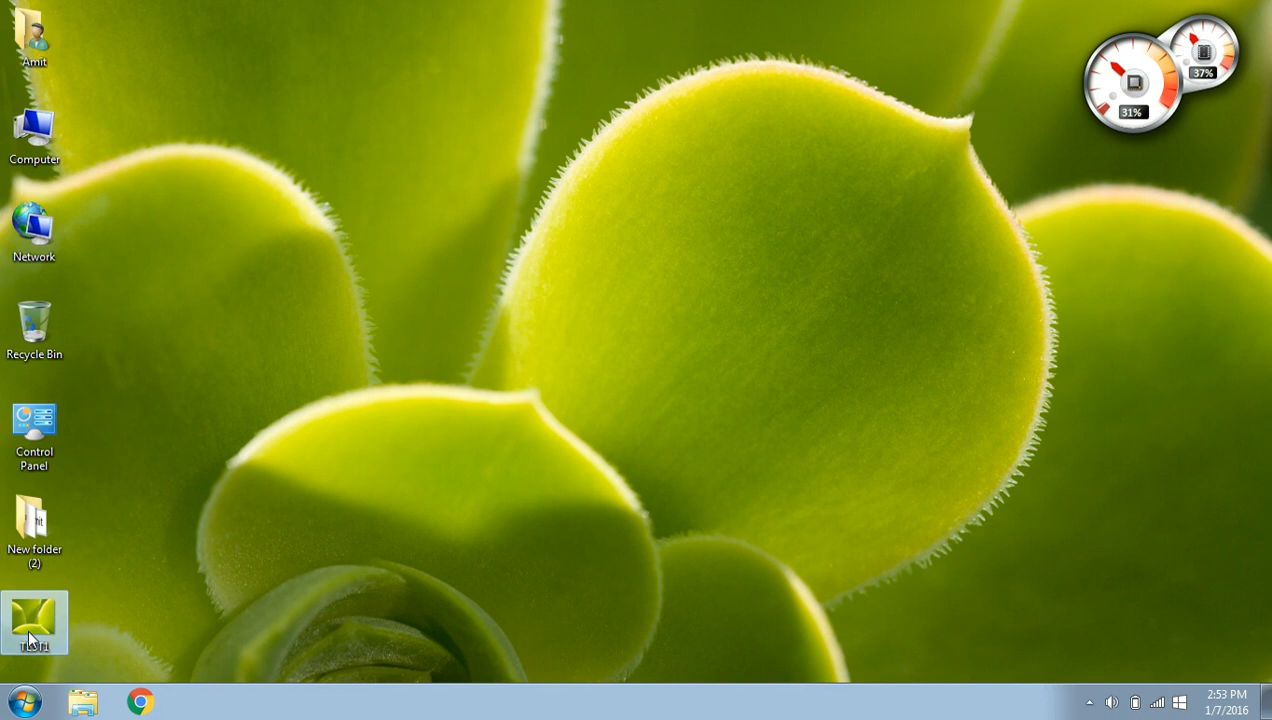 Amit
Computer
Network
Recycle Bin
Control
Panel
New folder
(2)
31%
37%
2:53 PM
1/7/2016